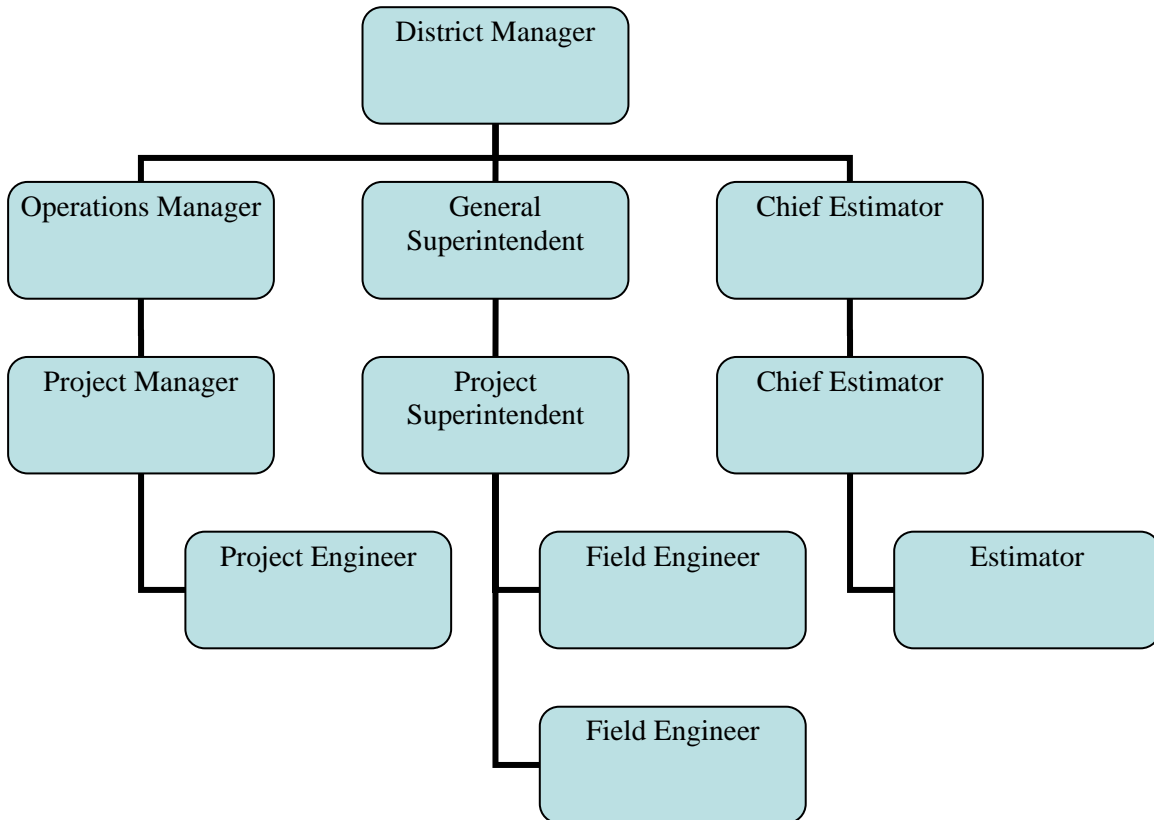 District Manager
Operations Manager
General
Superintendent
Chief Estimator
Project Manager
Project
Superintendent
Chief Estimator
Project Engineer
Field Engineer
Estimator
Field Engineer